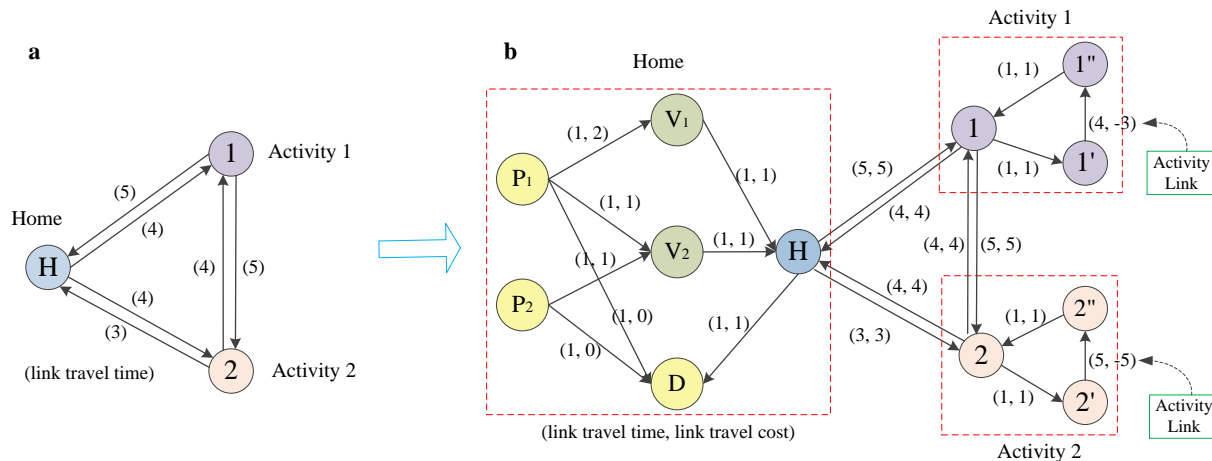 a
Home
H
1
Activity 1
2
Activity 2
(5)
(4)
(4)
(5)
(4)
(3)
(link travel time)
b
Home
P1
P2
V1
V2
D
H
(1, 2)
(1, 1)
(1, 1)
(1, 0)
(1, 0)
(1, 1)
(1, 1)
(1, 1)
(link travel time, link travel cost)
(5, 5)
(4, 4)
(4, 4)
(5, 5)
(4, 4)
(3, 3)
Activity 1
1
1'
1"
(1, 1)
(1, 1)
(4, -3)
Activity
Link
2
2'
2"
(1, 1)
(1, 1)
(5, -5)
Activity
Link
Activity 2